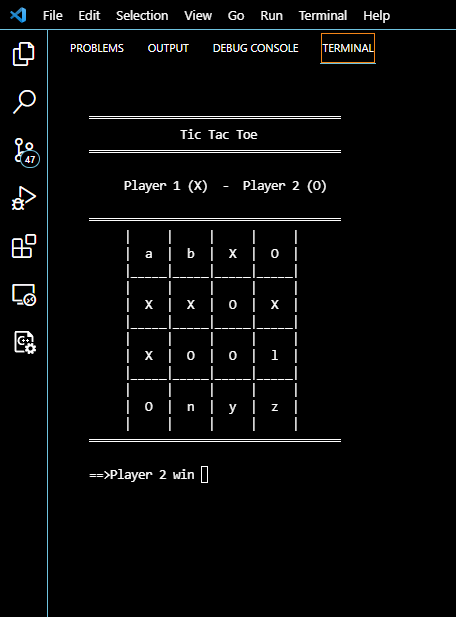 File Edit Selection View Go Run Terminal Help
PROBLEMS OUTPUT DEBUG CONSOLE TERMINAL
Tic Tac Toe
Player 1 (X) - Player 2 (O)
a b X O
47
X X O X
X O O l
O n y z
==>Player 2 win